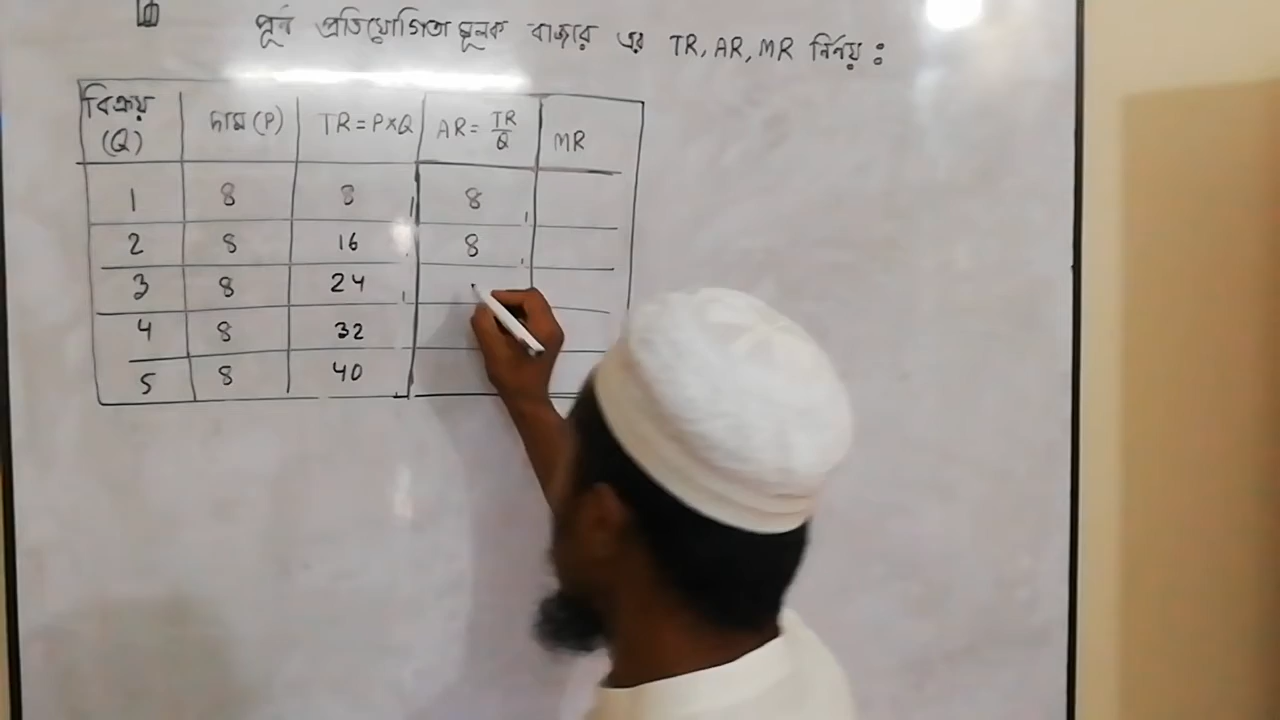 পূর্ন প্রতিযোগিতা মূলক বাজার এর TR, AR, MR নির্নয় :
বিক্রয় (Q) দাম (P) TR = P×Q AR = TR/Q MR
1 8 8 8
2 8 16 8
3 8 24
4 8 32
5 8 40